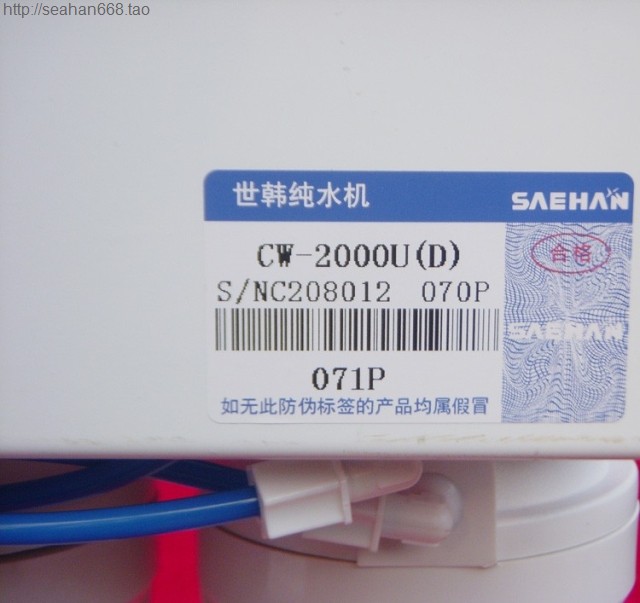 http://seahan668.tao
世韩纯水机
SAEHAN
CW-2000U(D)
合格
S/NC208012 070P
SAEHAN
071P
如无此防伪标签的产品均属假冒